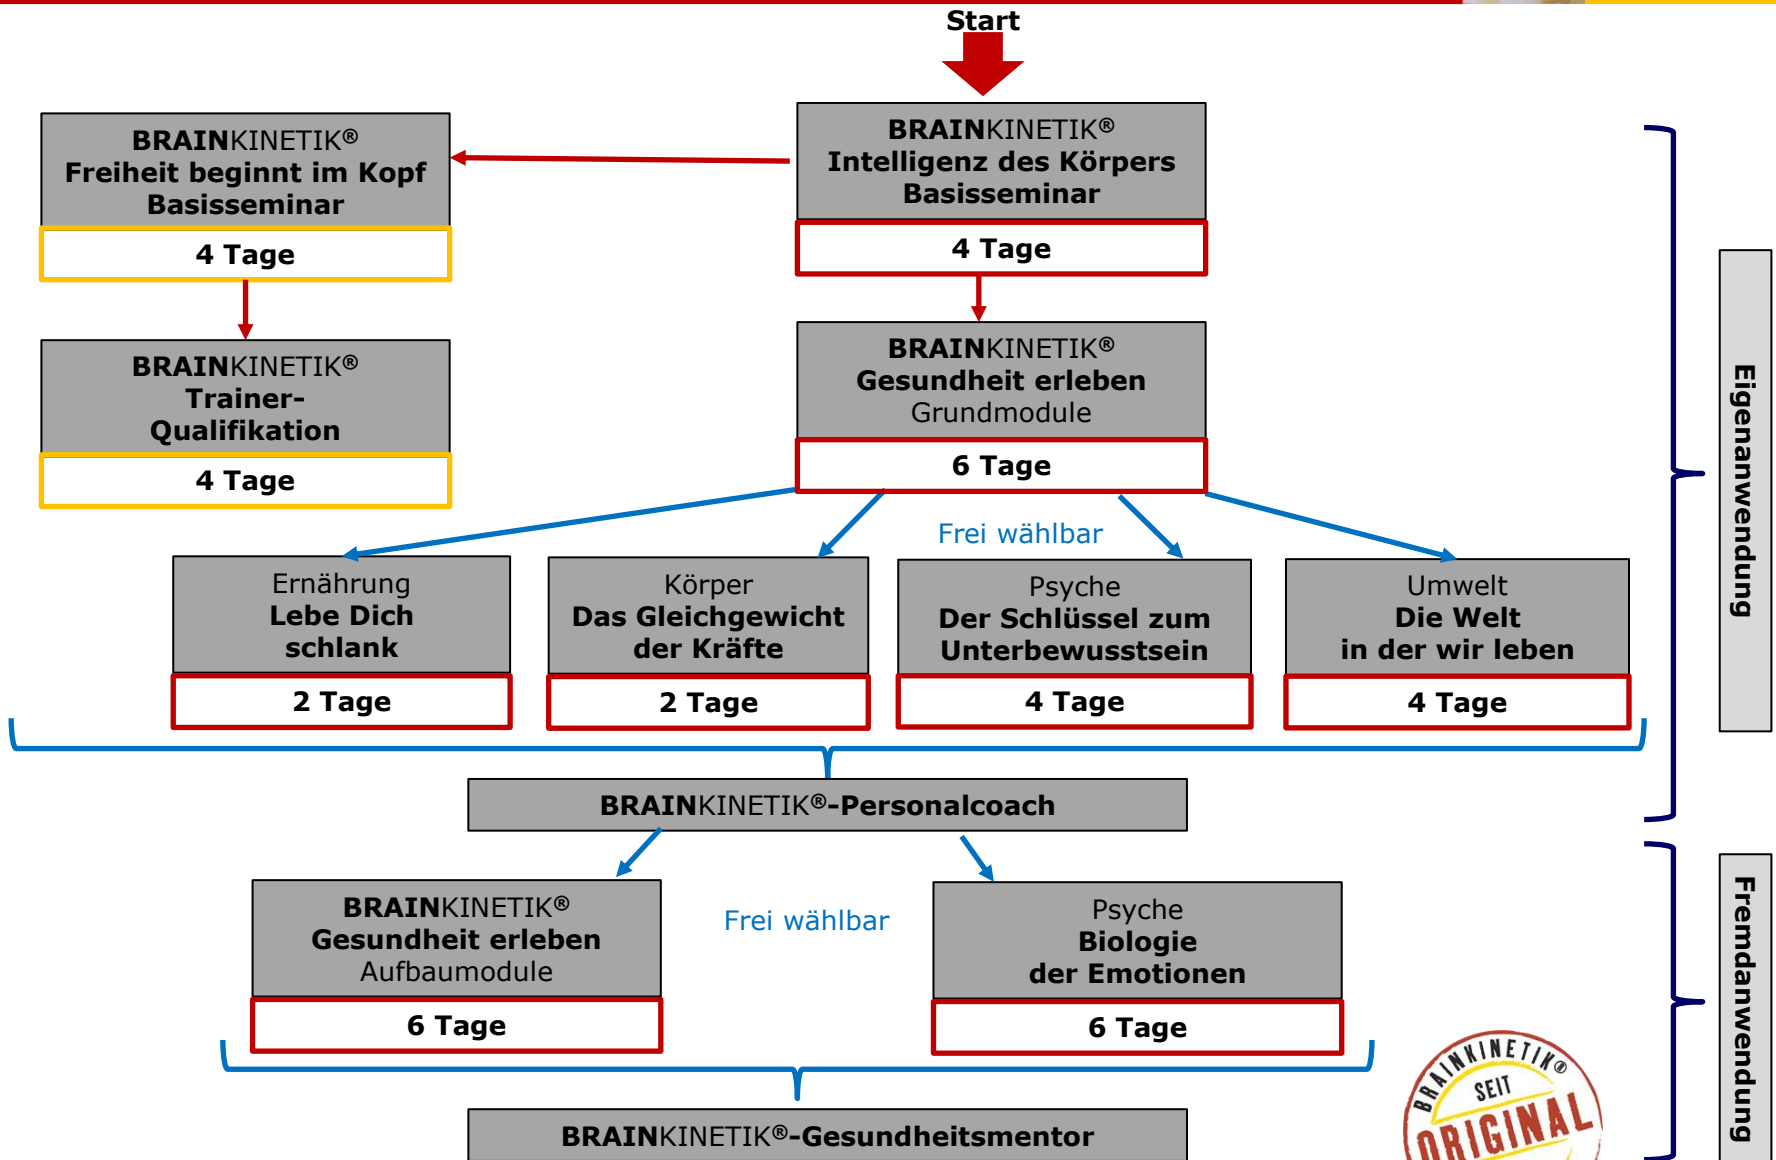 Start
BRAINKINETIK®
Freiheit beginnt im Kopf
Basisseminar
4 Tage
BRAINKINETIK®
Intelligenz des Körpers
Basisseminar
4 Tage
BRAINKINETIK®
Trainer-
Qualifikation
4 Tage
BRAINKINETIK®
Gesundheit erleben
Grundmodule
6 Tage
Frei wählbar
Ernährung
Lebe Dich
schlank
2 Tage
Körper
Das Gleichgewicht
der Kräfte
2 Tage
Psyche
Der Schlüssel zum
Unterbewusstsein
4 Tage
Umwelt
Die Welt
in der wir leben
4 Tage
Eigenanwendung
BRAINKINETIK®-Personalcoach
BRAINKINETIK®
Gesundheit erleben
Aufbaumodule
6 Tage
Frei wählbar
Psyche
Biologie
der Emotionen
6 Tage
Fremdanwendung
BRAINKINETIK®-Gesundheitsmentor
BRAINKINETIK®
SEIT
ORIGINAL